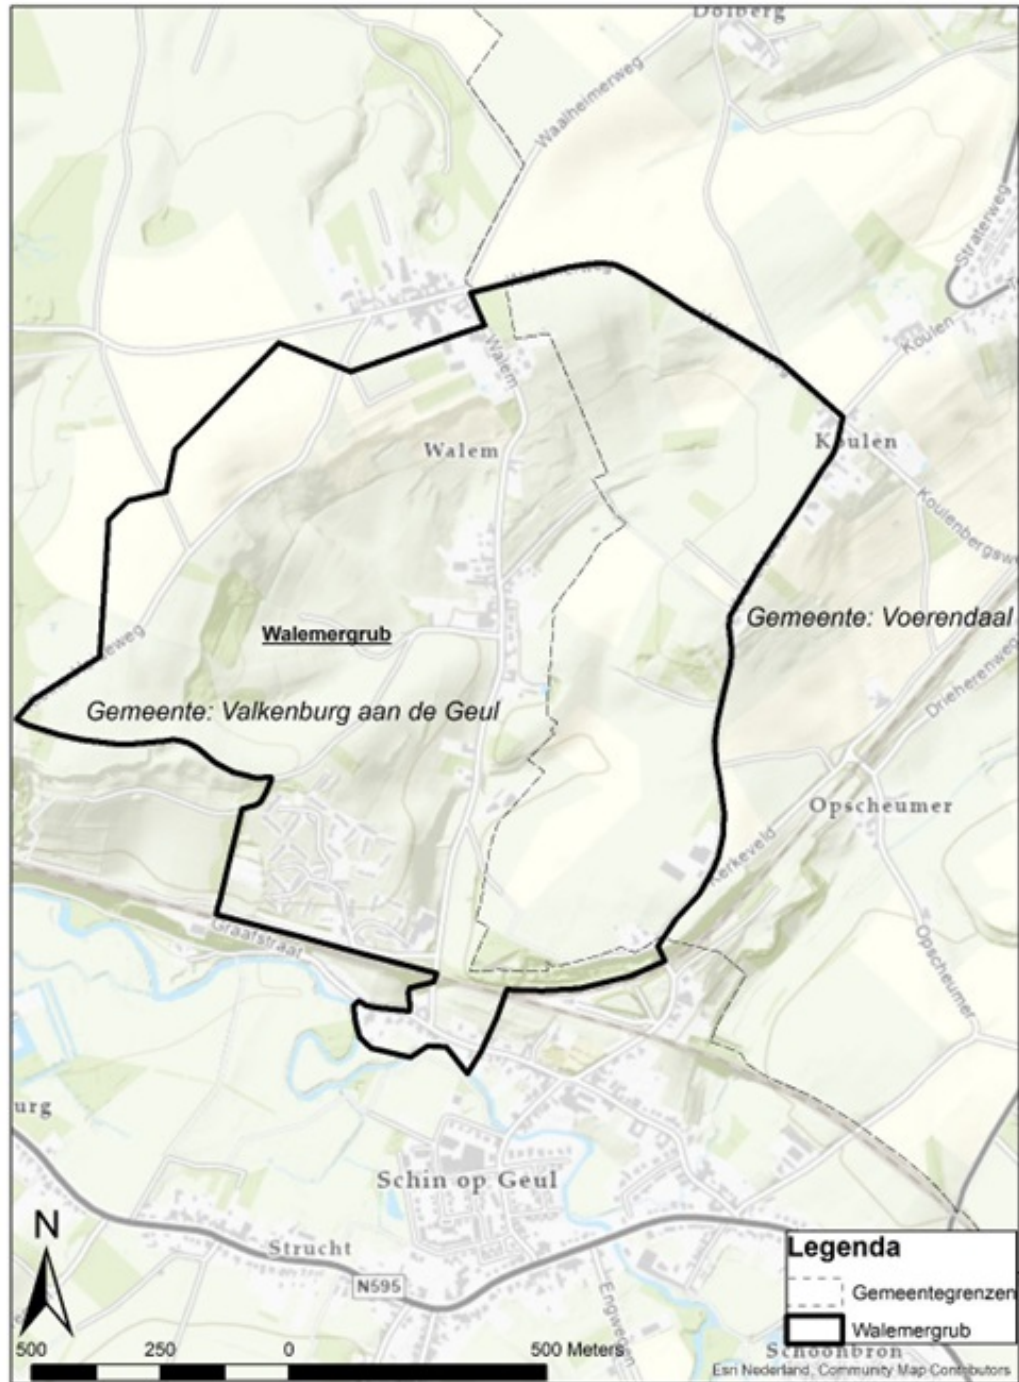 Dolberg
Waalheimerweg
Straterweg
Koulen
Walem
Walem
Koulen
Koulenbergsw
Walemergrub
Gemeente: Voerendaal
Drieherenweg
Gemeente: Valkenburg aan de Geul
Opscheumer
Kerkeveld
Graafstraat
Opscheumer
urg
Schin op Geul
Strucht
N595
Engwegen
N
Legenda
Gemeentegrenzen
Walemergrub
Schoonbron
500 250 0 500 Meters
Esri Nederland, Community Map Contributors